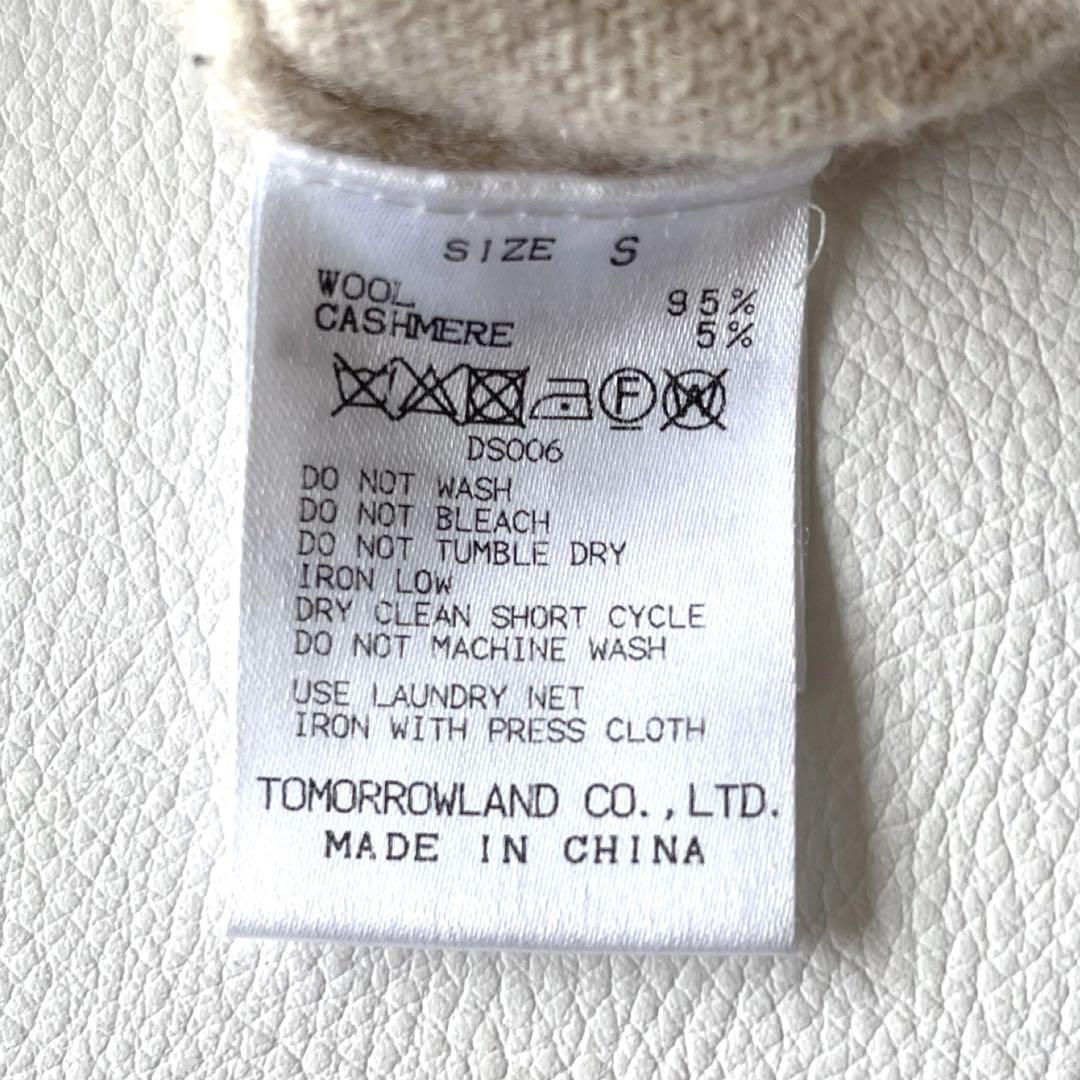 SIZE S
WOOL 95%
CASHMERE 5%
F W
DS006
DO NOT WASH
DO NOT BLEACH
DO NOT TUMBLE DRY
IRON LOW
DRY CLEAN SHORT CYCLE
DO NOT MACHINE WASH
USE LAUNDRY NET
IRON WITH PRESS CLOTH
TOMORROWLAND CO.,LTD.
MADE IN CHINA